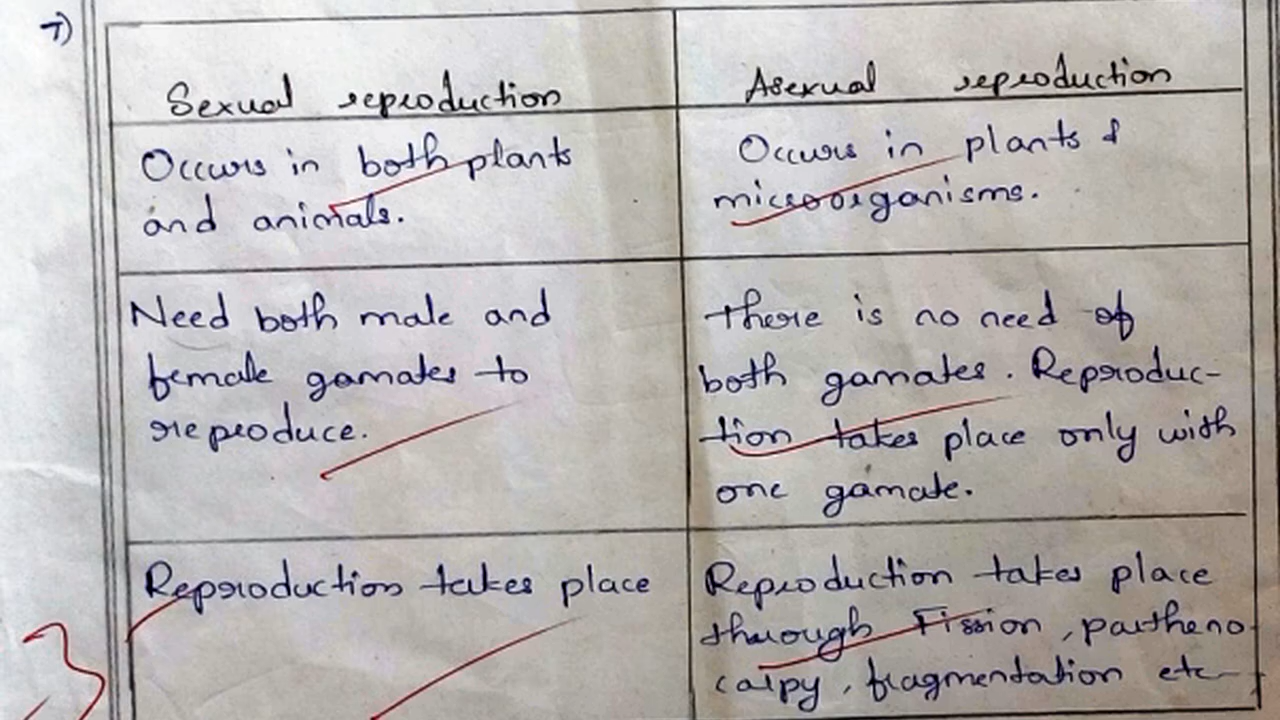 7)
Sexual reproduction
Asexual reproduction
Occurs in both plants
and animals.
Occurs in plants &
microorganisms.
Need both male and
female gamates to
reproduce.
There is no need of
both gamates. Reproduc-
tion takes place only with
one gamate.
Reproduction takes place
Reproduction takes place
through Fission, partheno
calpy, fragmentation etc
3